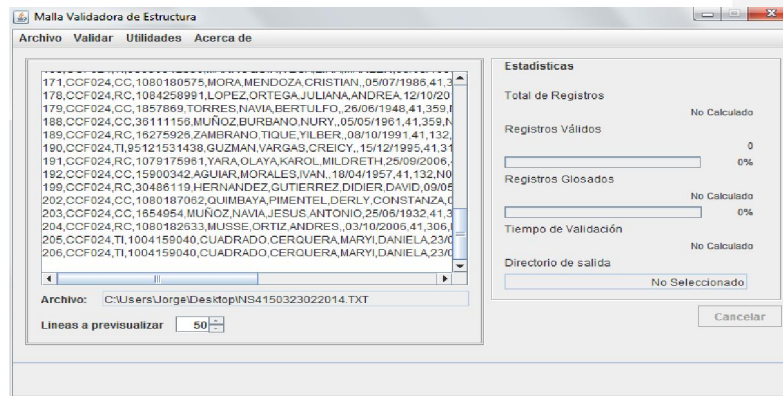 Malla Validadora de Estructura
Archivo Validar Utilidades Acerca de
171,CCF024,CC,1080180575,MORA,MENDOZA,CRISTIAN,,05/07/1986,41,3
178,CCF024,RC,1084258991,LOPEZ,ORTEGA,JULIANA,ANDREA,12/10/20
179,CCF024,CC,1857869,TORRES,NAVIA,BERTULFO,,26/06/1948,41,359,
188,CCF024,CC,36111156,MUÑOZ,BURBANO,NURY,,05/05/1961,41,359,N
189,CCF024,RC,16275926,ZAMBRANO,TIQUE,YILBER,,08/10/1991,41,132,
190,CCF024,TI,95121531438,GUZMAN,VARGAS,CREICY,,15/12/1995,41,31
191,CCF024,RC,1079175961,YARA,OLAYA,KAROL,MILDRETH,25/09/2006,
192,CCF024,CC,15900342,AGUIAR,MORALES,IVAN,,18/04/1957,41,132,N0
199,CCF024,RC,30486119,HERNANDEZ,GUTIERREZ,DIDIER,DAVID,09/05
202,CCF024,CC,1080187062,QUIMBAYA,PIMENTEL,DERLY,CONSTANZA,
203,CCF024,CC,1654954,MUÑOZ,NAVIA,JESUS,ANTONIO,25/06/1932,41,3
204,CCF024,RC,1080182633,MUSSE,ORTIZ,ANDRES,,03/10/2006,41,306,
205,CCF024,TI,1004159040,CUADRADO,CERQUERA,MARYI,DANIELA,23/0
206,CCF024,TI,1004159040,CUADRADO,CERQUERA,MARYI,DANIELA,23/0
Archivo: C:\Users\Jorge\Desktop\NS4150323022014.TXT
Lineas a previsualizar 50
Estadísticas
Total de Registros
No Calculado
Registros Válidos
0
0%
Registros Glosados
No Calculado
0%
Tiempo de Validación
No Calculado
Directorio de salida
No Seleccionado
Cancelar